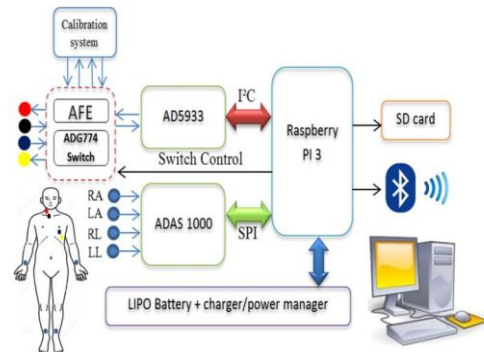 Calibration
system
AFE
ADG774
Switch
AD5933
I²C
Raspberry
PI 3
SD card
Switch Control
RA
LA
RL
LL
ADAS 1000
SPI
LIPO Battery + charger/power manager